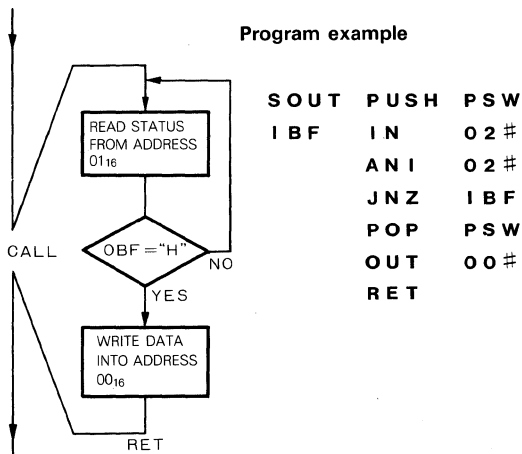 Program example
READ STATUS
FROM ADDRESS
01₁₆
OBF="H"
NO
YES
CALL
WRITE DATA
INTO ADDRESS
00₁₆
RET
SOUT PUSH PSW
IBF IN 02#
ANI 02#
JNZ IBF
POP PSW
OUT 00#
RET